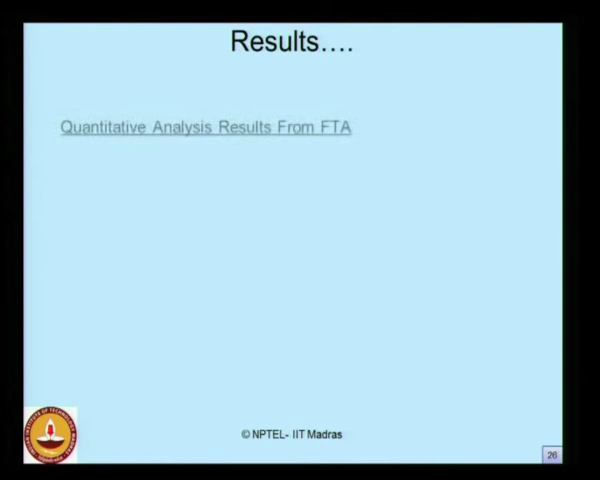 Results....
Quantitative Analysis Results From FTA
© NPTEL- IIT Madras
26